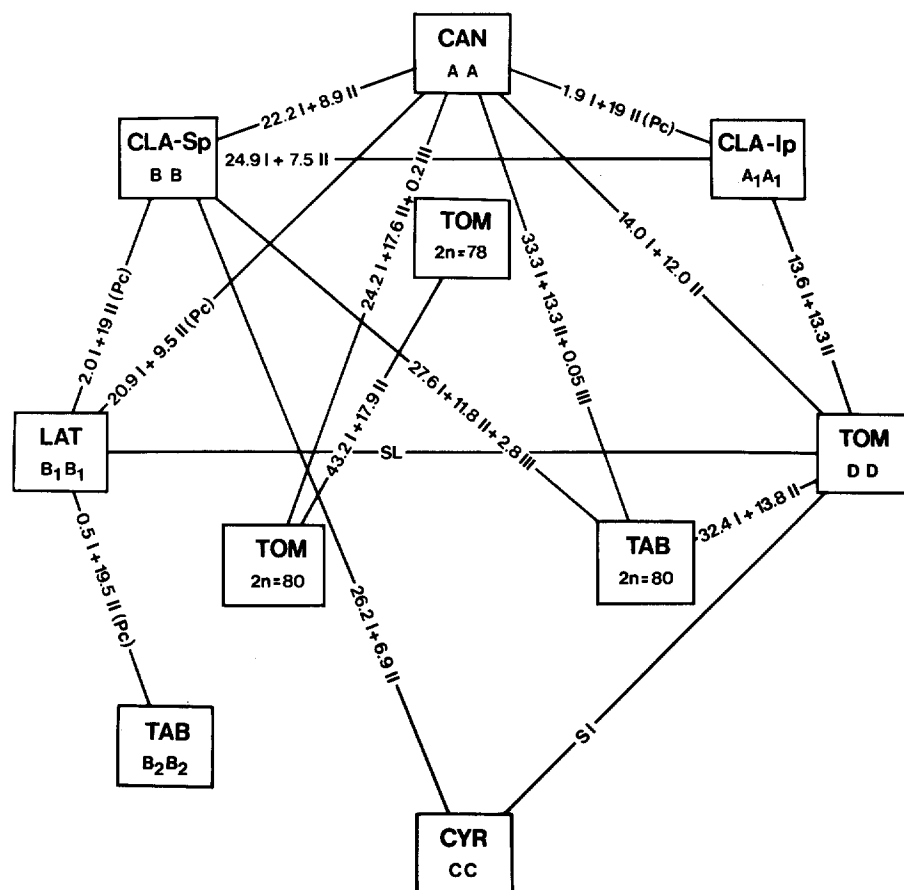 CAN
A A
22.2 I+8.9 II
1.9 I+19 II (Pc)
CLA-Sp
B B
24.9 I+ 7.5 II
CLA-Ip
A₁A₁
TOM
2n=78
24.2 I+17.6 II+0.2 III
33.3 I+13.3 II+0.05 III
14.0 I+12.0 II
13.6 I+13.3 II
2.0 I+19 II (Pc)
20.9 I+ 9.5 II (Pc)
43.2 I+17.9 II
27.6 I+11.8 II+2.8 III
LAT
B₁B₁
SL
TOM
D D
TOM
2n=80
TAB
2n=80
32.4 I+13.8 II
0.5 I+19.5 II (Pc)
26.2 I+6.9 II
TAB
B₂B₂
SI
CYR
CC